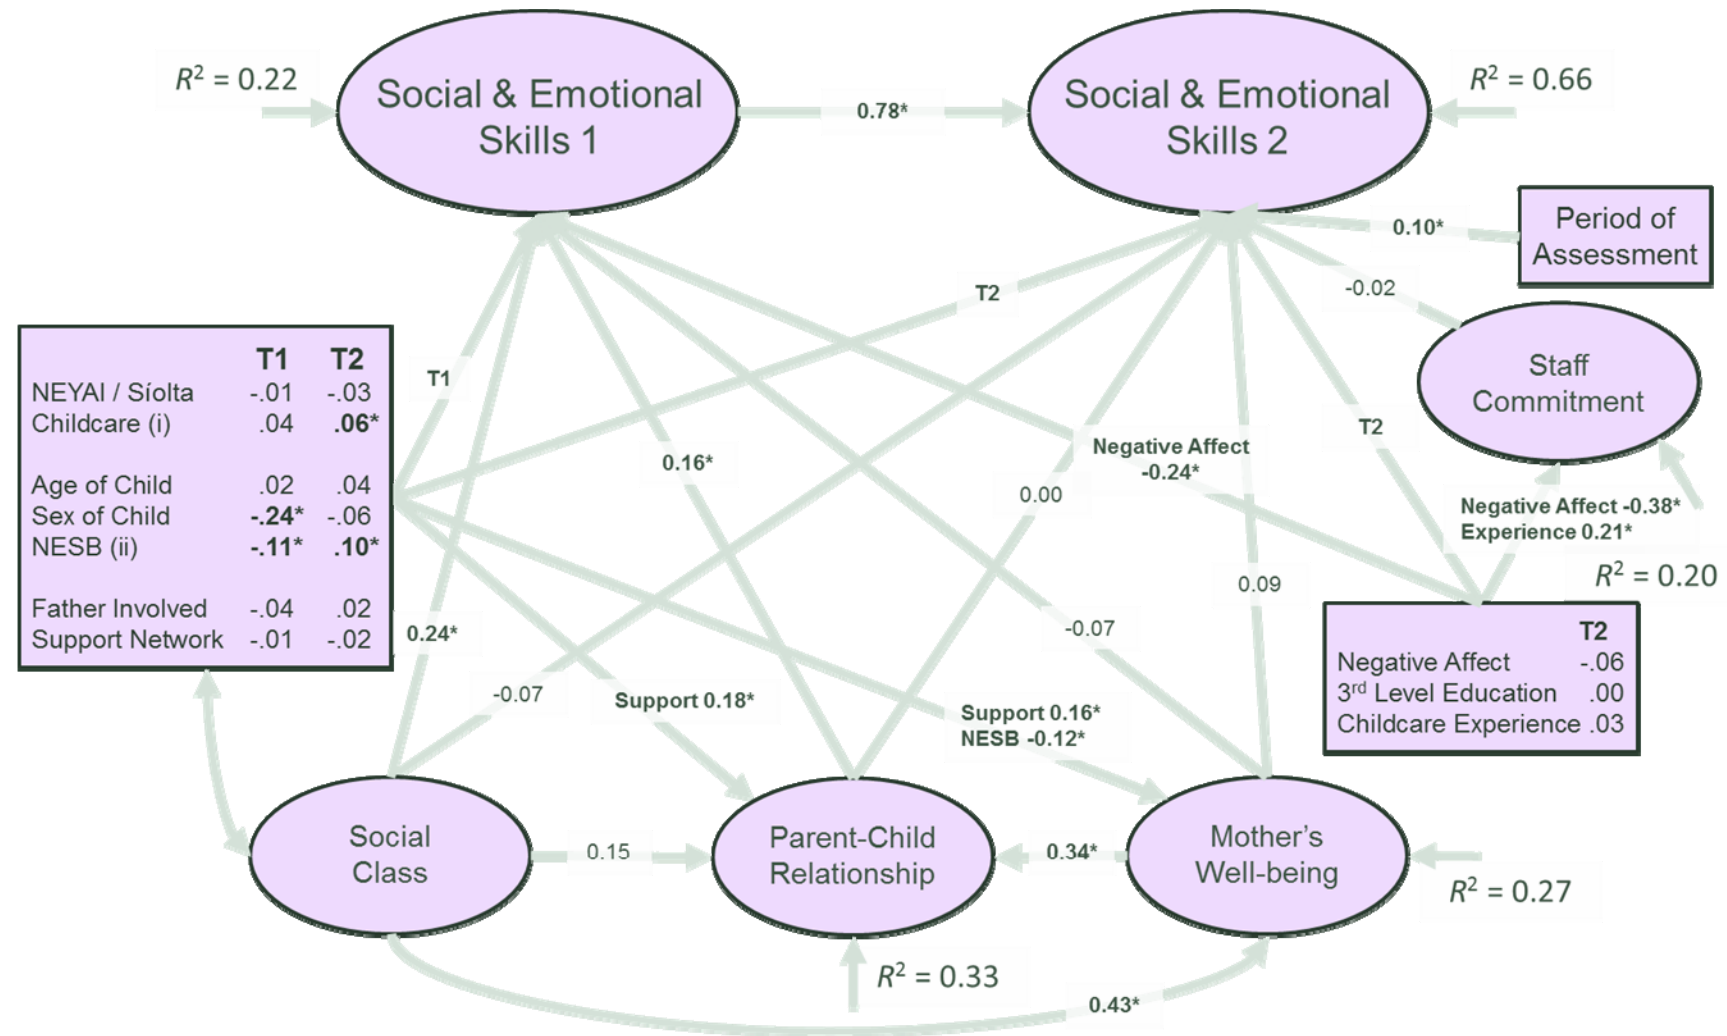 R² = 0.22
Social & Emotional
Skills 1
0.78*
Social & Emotional
Skills 2
R² = 0.66
Period of
Assessment
0.10*
-0.02
Staff
Commitment
T1
T2
T2
T1 T2
NEYAI / Síolta -.01 -.03
Childcare (i) .04 .06*
Age of Child .02 .04
Sex of Child -.24* -.06
NESB (ii) -.11* .10*
Father Involved -.04 .02
Support Network -.01 -.02
0.16*
0.00
Negative Affect
-0.24*
Negative Affect -0.38*
Experience 0.21*
R² = 0.20
0.09
-0.07
0.24*
-0.07
Support 0.18*
Support 0.16*
NESB -0.12*
T2
Negative Affect -.06
3rd Level Education .00
Childcare Experience .03
Social
Class
0.15
Parent-Child
Relationship
0.34*
Mother’s
Well-being
R² = 0.27
R² = 0.33
0.43*